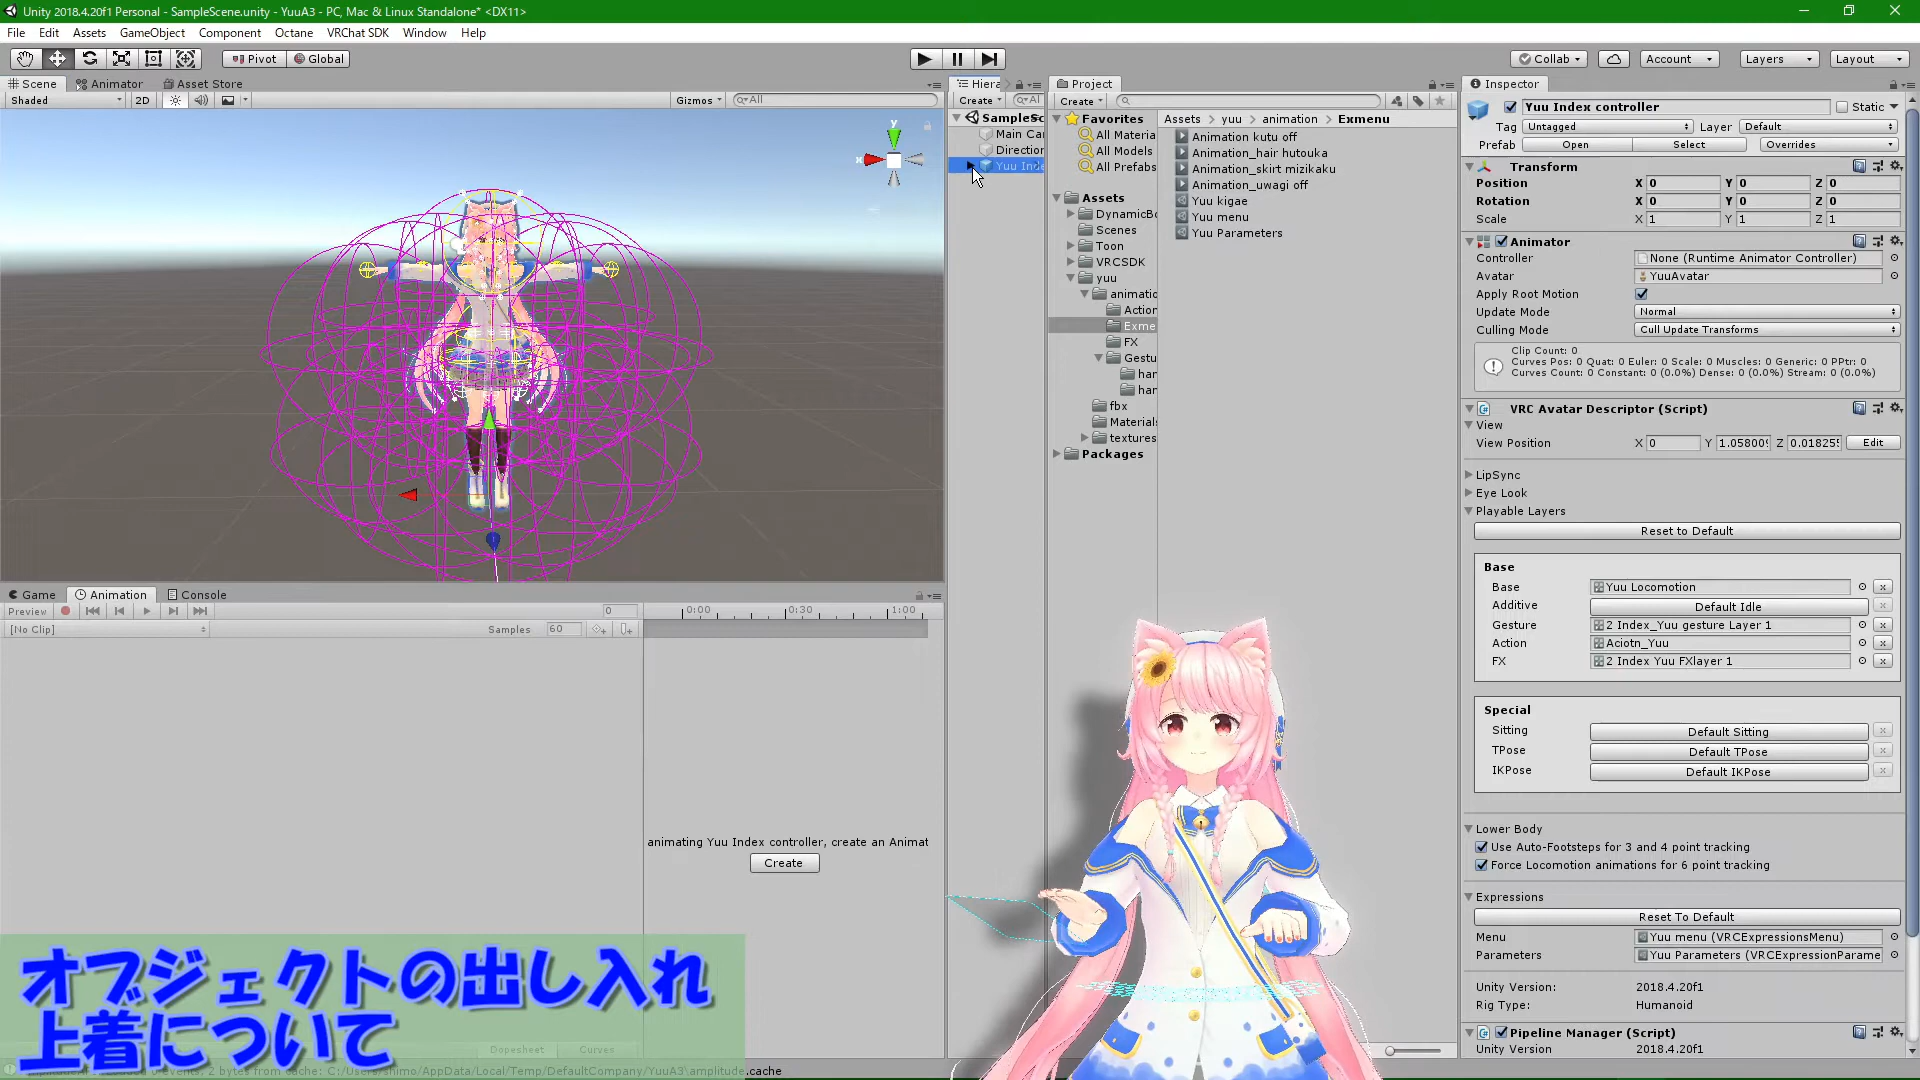 Unity 2018.4.20f1 Personal - SampleScene.unity - YuuA3 - PC, Mac & Linux Standalone* <DX11>
File Edit Assets GameObject Component Octane VRChat SDK Window Help
Pivot Global Collab Account Layers Layout
Scene Animator Asset Store
Shaded 2D Gizmos All
Hiera
Create All
SampleSc
Main Ca
Direction
Yuu Inde
Project
Create
Favorites
All Materia
All Models
All Prefabs
Assets
DynamicBo
Scenes
Toon
VRCSDK
yuu
animatio
Action
Exme
FX
Gestu
har
har
fbx
Materials
textures
Packages
Assets > yuu > animation > Exmenu
Animation kutu off
Animation_hair hutouka
Animation_skirt mizikaku
Animation_uwagi off
Yuu kigae
Yuu menu
Yuu Parameters
Inspector
Yuu Index controller Static
Tag Untagged Layer Default
Prefab Open Select Overrides
Transform
Position X 0 Y 0 Z 0
Rotation X 0 Y 0 Z 0
Scale X 1 Y 1 Z 1
Animator
Controller None (Runtime Animator Controller)
Avatar YuuAvatar
Apply Root Motion
Update Mode Normal
Culling Mode Cull Update Transforms
Clip Count: 0
Curves Pos: 0 Quat: 0 Euler: 0 Scale: 0 Muscles: 0 Generic: 0 PPtr: 0
Curves Count: 0 Constant: 0 (0.0%) Dense: 0 (0.0%) Stream: 0 (0.0%)
VRC Avatar Descriptor (Script)
View
View Position X 0 Y 1.05800 Z 0.01825 Edit
LipSync
Eye Look
Playable Layers
Reset to Default
Base
Base Yuu Locomotion
Additive Default Idle
Gesture 2 Index_Yuu gesture Layer 1
Action Aciotn_Yuu
FX 2 Index Yuu FXlayer 1
Special
Sitting Default Sitting
TPose Default TPose
IKPose Default IKPose
Lower Body
Use Auto-Footsteps for 3 and 4 point tracking
Force Locomotion animations for 6 point tracking
Expressions
Reset To Default
Menu Yuu menu (VRCExpressionsMenu)
Parameters Yuu Parameters (VRCExpressionParame
Unity Version: 2018.4.20f1
Rig Type: Humanoid
Pipeline Manager (Script)
Unity Version 2018.4.20f1
Game Animation Console
Preview 0 0:00 0:30 1:00
[No Clip] Samples 60
animating Yuu Index controller, create an Animat
Create
オブジェクトの出し入れ
上着について
Dopesheet Curves
0 events, 2 bytes from cache: C:/Users/shimo/AppData/Local/Temp/DefaultCompany/YuuA3\amplitude.cache